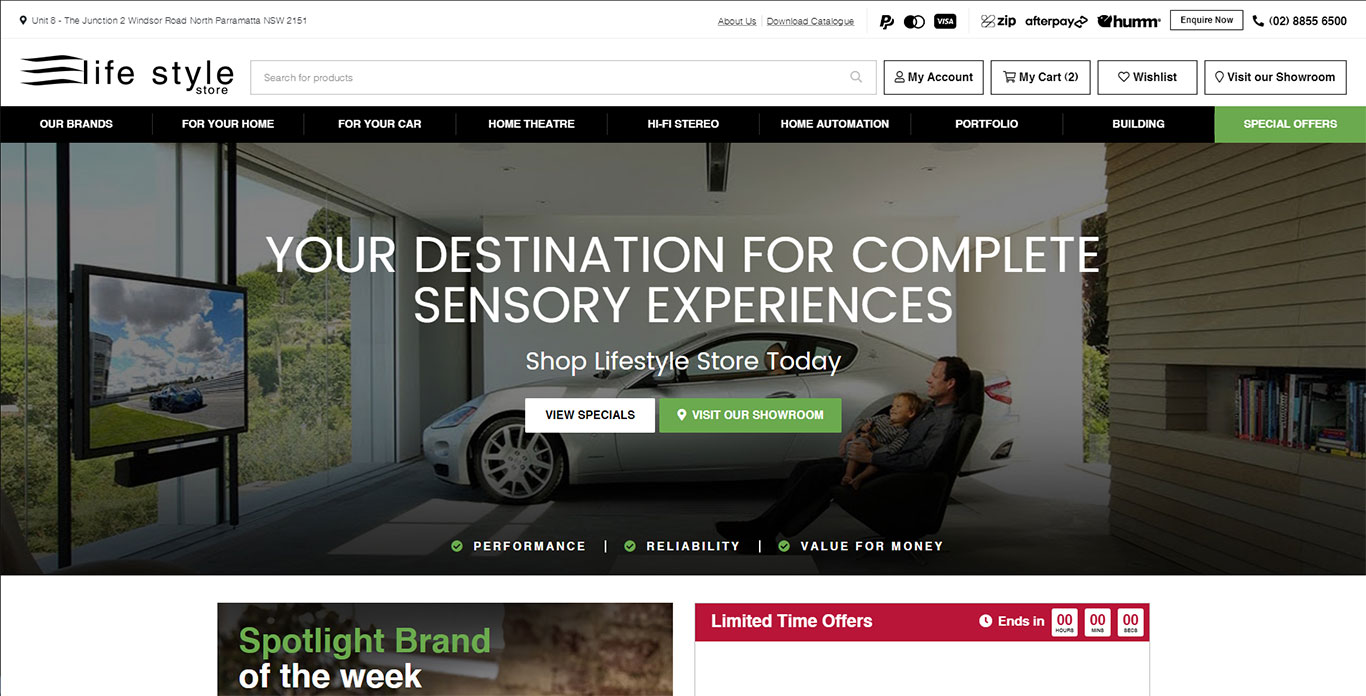 Unit 8 - The Junction 2 Windsor Road North Parramatta NSW 2151
About Us
Download Catalogue
VISA
zip
afterpay
humm
Enquire Now
(02) 8855 6500
life style
store
Search for products
My Account
My Cart (2)
Wishlist
Visit our Showroom
OUR BRANDS
FOR YOUR HOME
FOR YOUR CAR
HOME THEATRE
HI-FI STEREO
HOME AUTOMATION
PORTFOLIO
BUILDING
SPECIAL OFFERS
YOUR DESTINATION FOR COMPLETE
SENSORY EXPERIENCES
Shop Lifestyle Store Today
VIEW SPECIALS
VISIT OUR SHOWROOM
PERFORMANCE | RELIABILITY | VALUE FOR MONEY
Spotlight Brand
of the week
Limited Time Offers
Ends in
00
HOURS
00
MINS
00
SECS